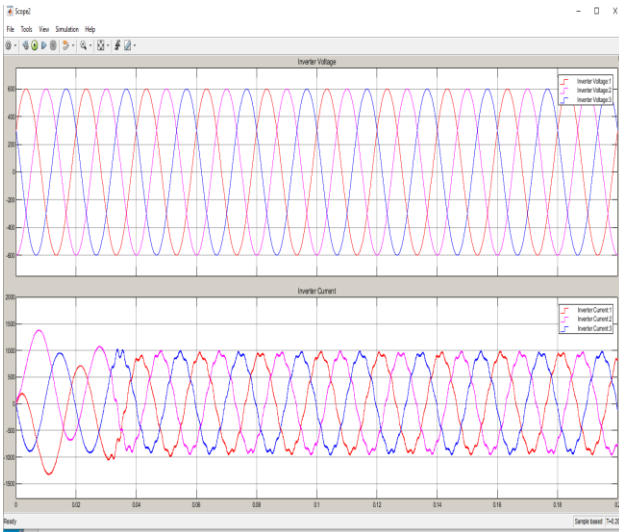 Scope2
File Tools View Simulation Help
Inverter Voltage
Inverter Voltage:1
Inverter Voltage:2
Inverter Voltage:3
600
400
200
0
-200
-400
-600
Inverter Current
2000
Inverter Current:1
Inverter Current:2
Inverter Current:3
1500
1000
500
0
-500
-1000
-1500
0 0.02 0.04 0.06 0.08 0.1 0.12 0.14 0.16 0.18 0.2
Ready Sample based